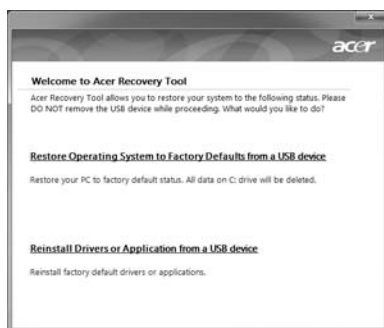 acer
Welcome to Acer Recovery Tool
Acer Recovery Tool allows you to restore your system to the following status. Please
DO NOT remove the USB device while proceeding. What would you like to do?
Restore Operating System to Factory Defaults from a USB device
Restore your PC to factory default status. All data on C: drive will be deleted.
Reinstall Drivers or Application from a USB device
Reinstall factory default drivers or applications.